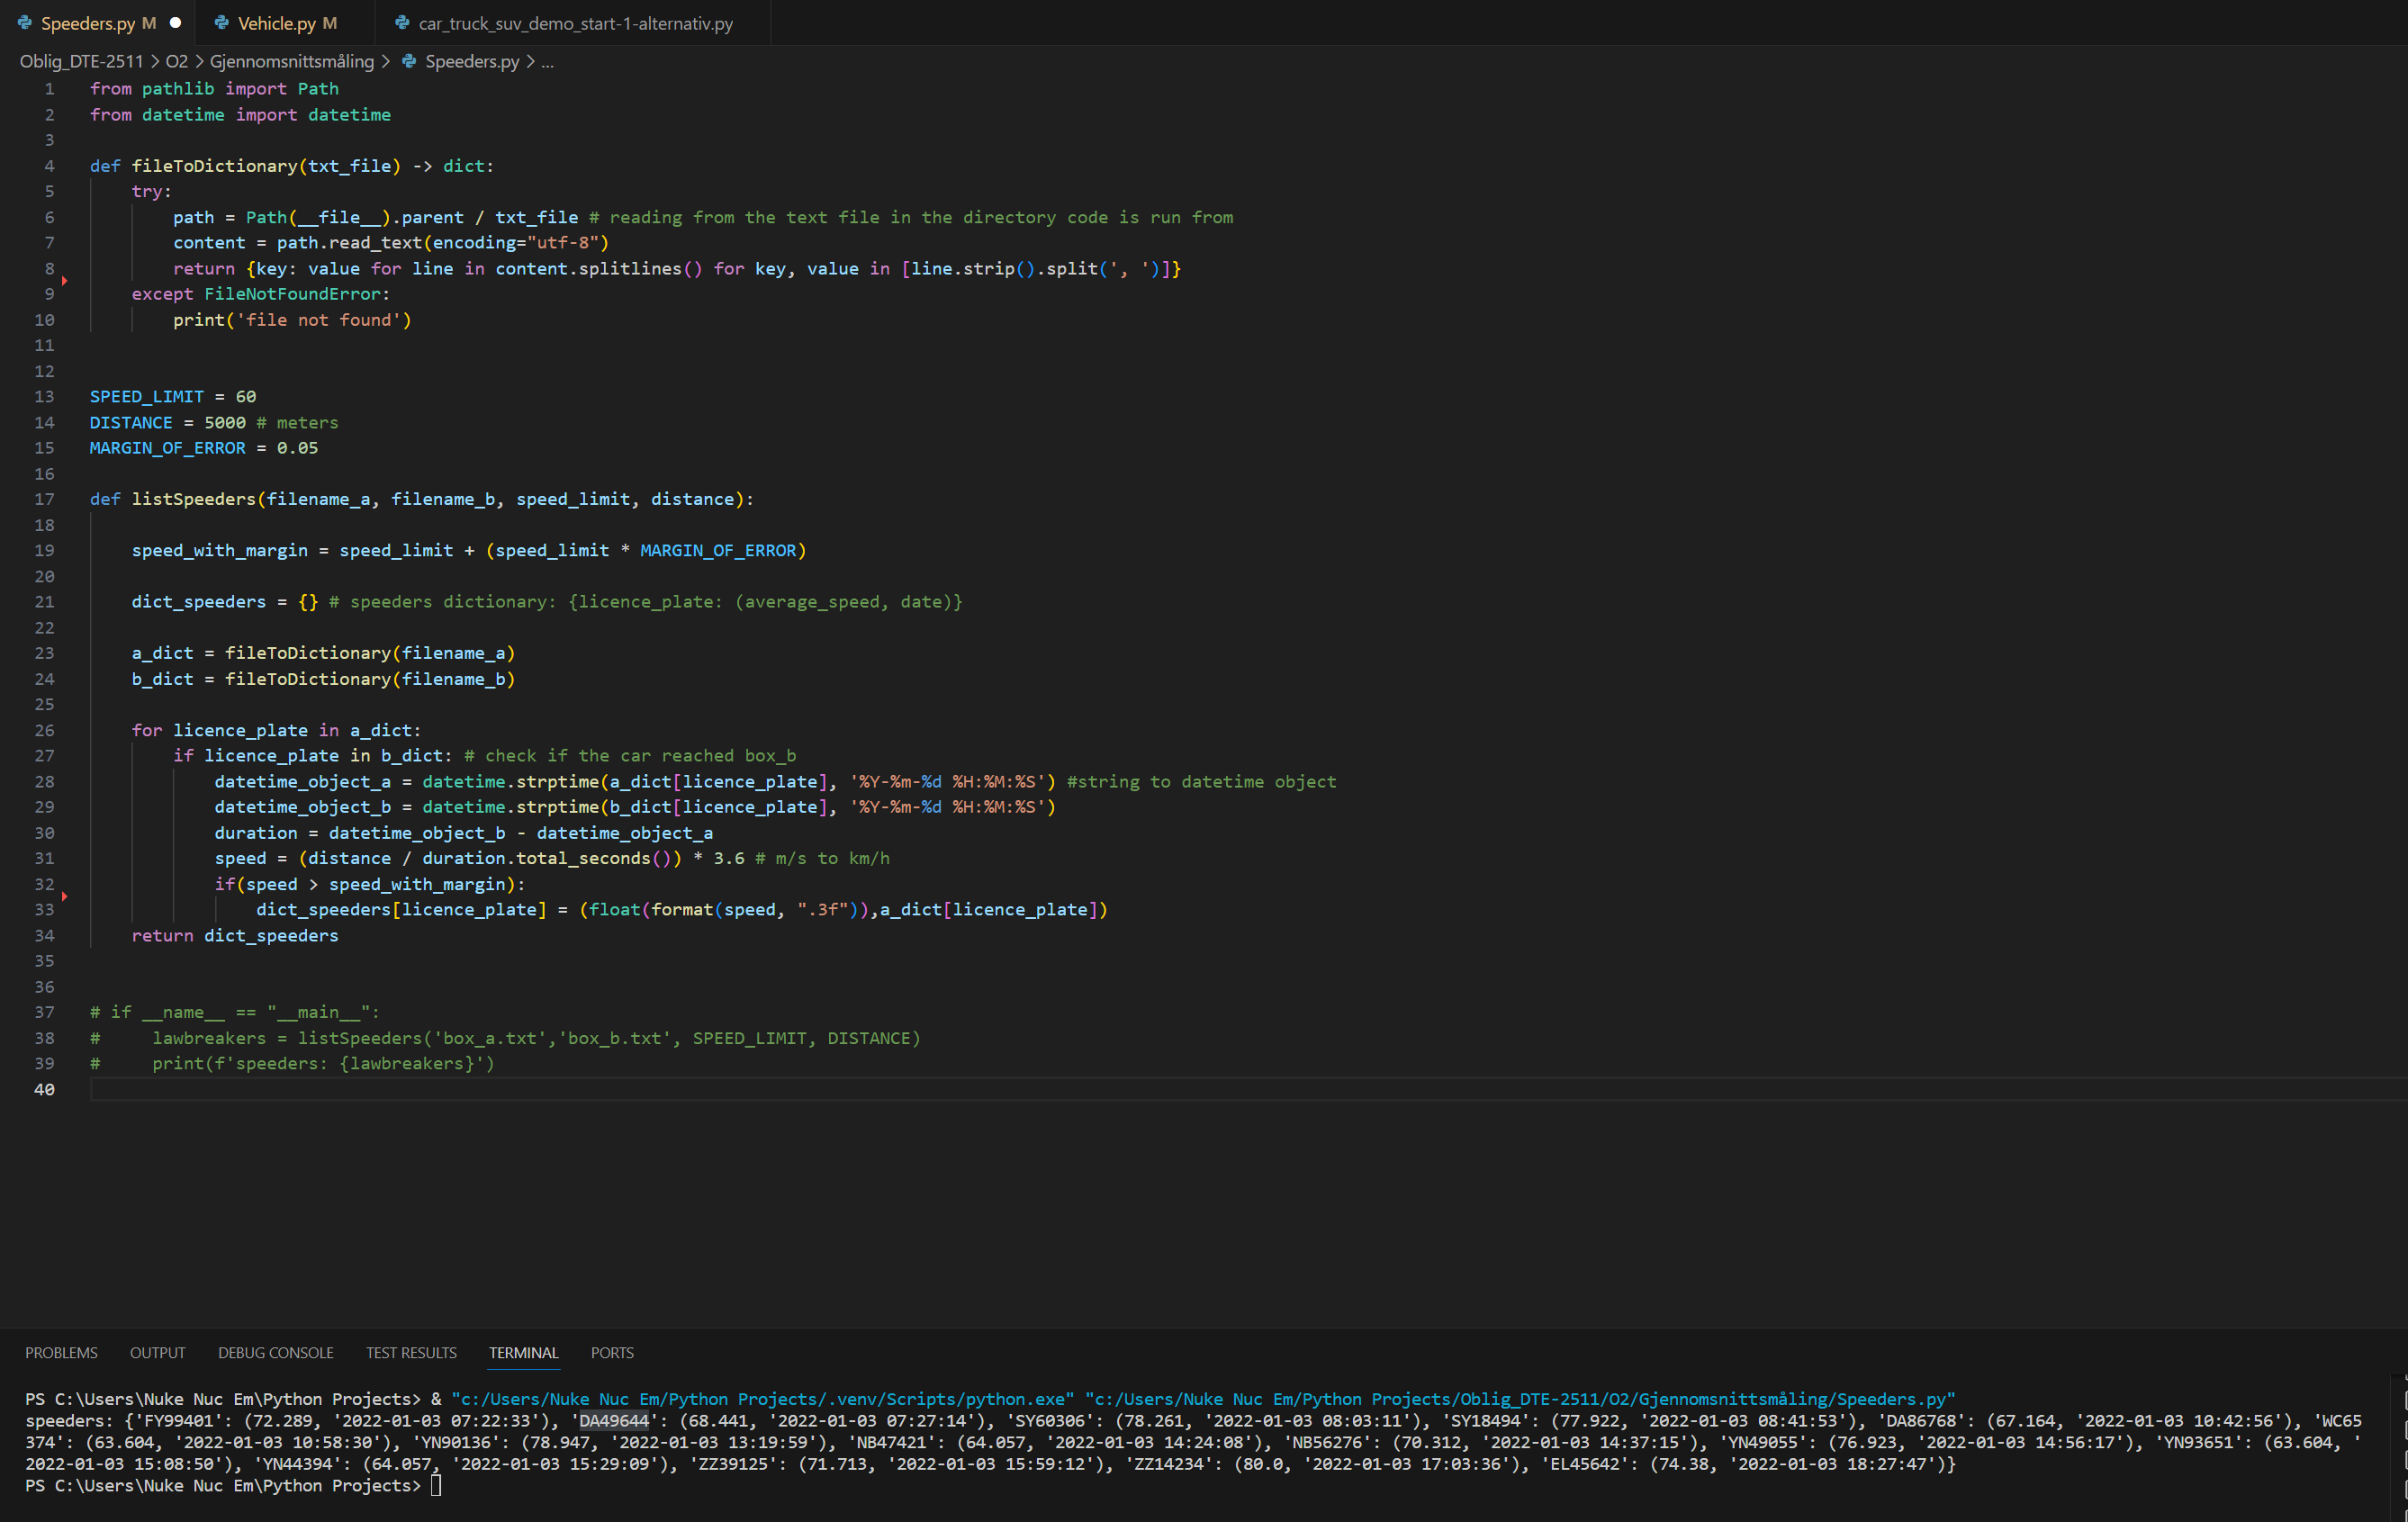 Speeders.py M Vehicle.py M car_truck_suv_demo_start-1-alternativ.py
Oblig_DTE-2511 > O2 > Gjennomsnittsmåling > Speeders.py > ...
1 from pathlib import Path
2 from datetime import datetime
3
4 def fileToDictionary(txt_file) -> dict:
5 try:
6 path = Path(__file__).parent / txt_file # reading from the text file in the directory code is run from
7 content = path.read_text(encoding="utf-8")
8 return {key: value for line in content.splitlines() for key, value in [line.strip().split(', ')]}
9 except FileNotFoundError:
10 print('file not found')
11
12
13 SPEED_LIMIT = 60
14 DISTANCE = 5000 # meters
15 MARGIN_OF_ERROR = 0.05
16
17 def listSpeeders(filename_a, filename_b, speed_limit, distance):
18
19 speed_with_margin = speed_limit + (speed_limit * MARGIN_OF_ERROR)
20
21 dict_speeders = {} # speeders dictionary: {licence_plate: (average_speed, date)}
22
23 a_dict = fileToDictionary(filename_a)
24 b_dict = fileToDictionary(filename_b)
25
26 for licence_plate in a_dict:
27 if licence_plate in b_dict: # check if the car reached box_b
28 datetime_object_a = datetime.strptime(a_dict[licence_plate], '%Y-%m-%d %H:%M:%S') #string to datetime object
29 datetime_object_b = datetime.strptime(b_dict[licence_plate], '%Y-%m-%d %H:%M:%S')
30 duration = datetime_object_b - datetime_object_a
31 speed = (distance / duration.total_seconds()) * 3.6 # m/s to km/h
32 if(speed > speed_with_margin):
33 dict_speeders[licence_plate] = (float(format(speed, ".3f")),a_dict[licence_plate])
34 return dict_speeders
35
36
37 # if __name__ == "__main__":
38 # lawbreakers = listSpeeders('box_a.txt','box_b.txt', SPEED_LIMIT, DISTANCE)
39 # print(f'speeders: {lawbreakers}')
40
PROBLEMS OUTPUT DEBUG CONSOLE TEST RESULTS TERMINAL PORTS
PS C:\Users\Nuke Nuc Em\Python Projects> & "c:/Users/Nuke Nuc Em/Python Projects/.venv/Scripts/python.exe" "c:/Users/Nuke Nuc Em/Python Projects/Oblig_DTE-2511/O2/Gjennomsnittsmåling/Speeders.py"
speeders: {'FY99401': (72.289, '2022-01-03 07:22:33'), 'DA49644': (68.441, '2022-01-03 07:27:14'), 'SY60306': (78.261, '2022-01-03 08:03:11'), 'SY18494': (77.922, '2022-01-03 08:41:53'), 'DA86768': (67.164, '2022-01-03 10:42:56'), 'WC65
374': (63.604, '2022-01-03 10:58:30'), 'YN90136': (78.947, '2022-01-03 13:19:59'), 'NB47421': (64.057, '2022-01-03 14:24:08'), 'NB56276': (70.312, '2022-01-03 14:37:15'), 'YN49055': (76.923, '2022-01-03 14:56:17'), 'YN93651': (63.604, '
2022-01-03 15:08:50'), 'YN44394': (64.057, '2022-01-03 15:29:09'), 'ZZ39125': (71.713, '2022-01-03 15:59:12'), 'ZZ14234': (80.0, '2022-01-03 17:03:36'), 'EL45642': (74.38, '2022-01-03 18:27:47')}
PS C:\Users\Nuke Nuc Em\Python Projects>